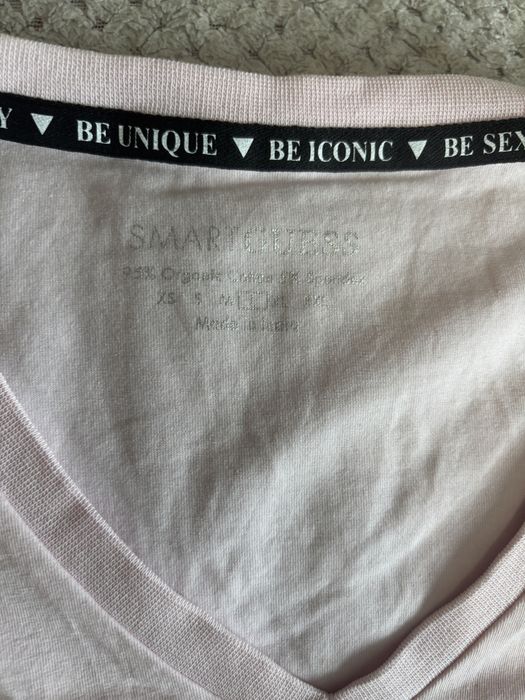 Y ▼ BE UNIQUE ▼ BE ICONIC ▼ BE SEX
SMARTGUESS
95% Organic Cotton 5% Spandex
XS S M L XL XXL
Made in India